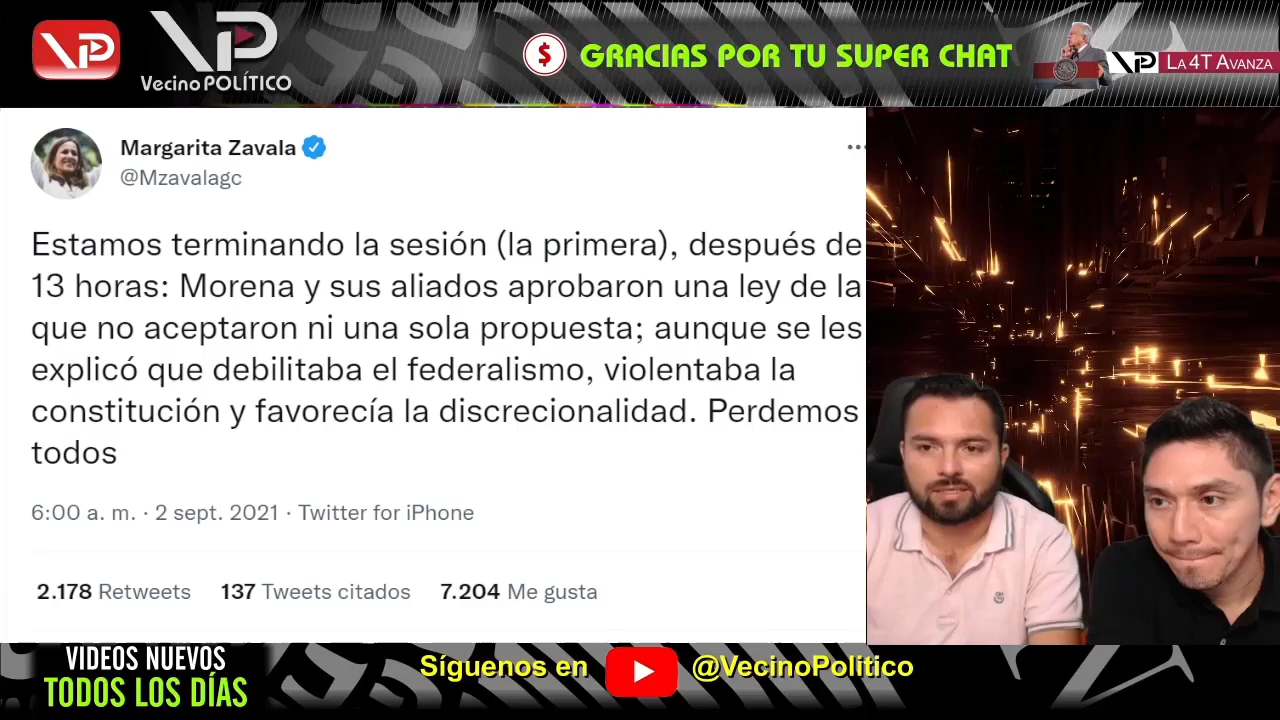 VP
VP
Vecino POLÍTICO
$ GRACIAS POR TU SUPER CHAT
VP LA 4T AVANZA
Margarita Zavala
@Mzavalagc
Estamos terminando la sesión (la primera), después de
13 horas: Morena y sus aliados aprobaron una ley de la
que no aceptaron ni una sola propuesta; aunque se les
explicó que debilitaba el federalismo, violentaba la
constitución y favorecía la discrecionalidad. Perdemos
todos
6:00 a. m. · 2 sept. 2021 · Twitter for iPhone
2.178 Retweets 137 Tweets citados 7.204 Me gusta
VIDEOS NUEVOS
TODOS LOS DÍAS
Síguenos en @VecinoPolitico